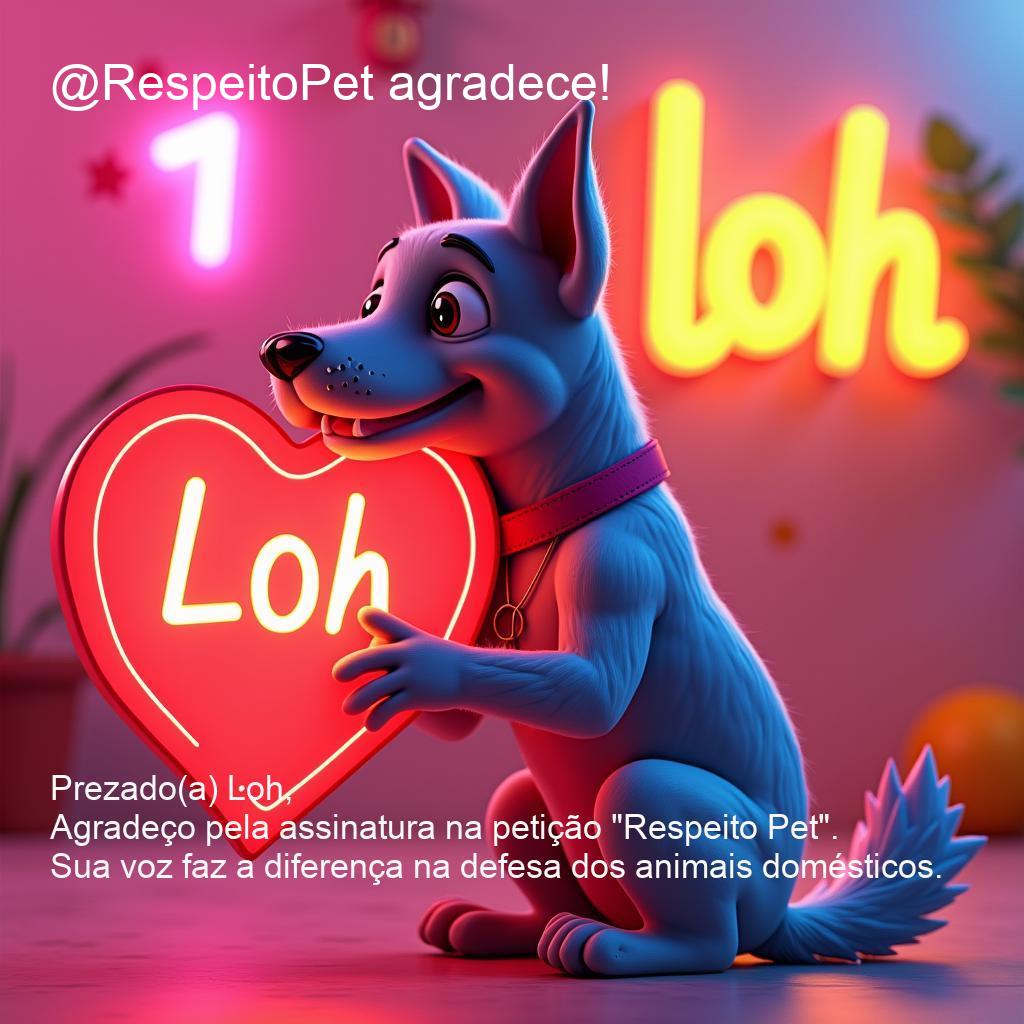 @RespeitoPet agradece!
1
loh
Loh
Prezado(a) Loh,
Agradeço pela assinatura na petição "Respeito Pet".
Sua voz faz a diferença na defesa dos animais domésticos.